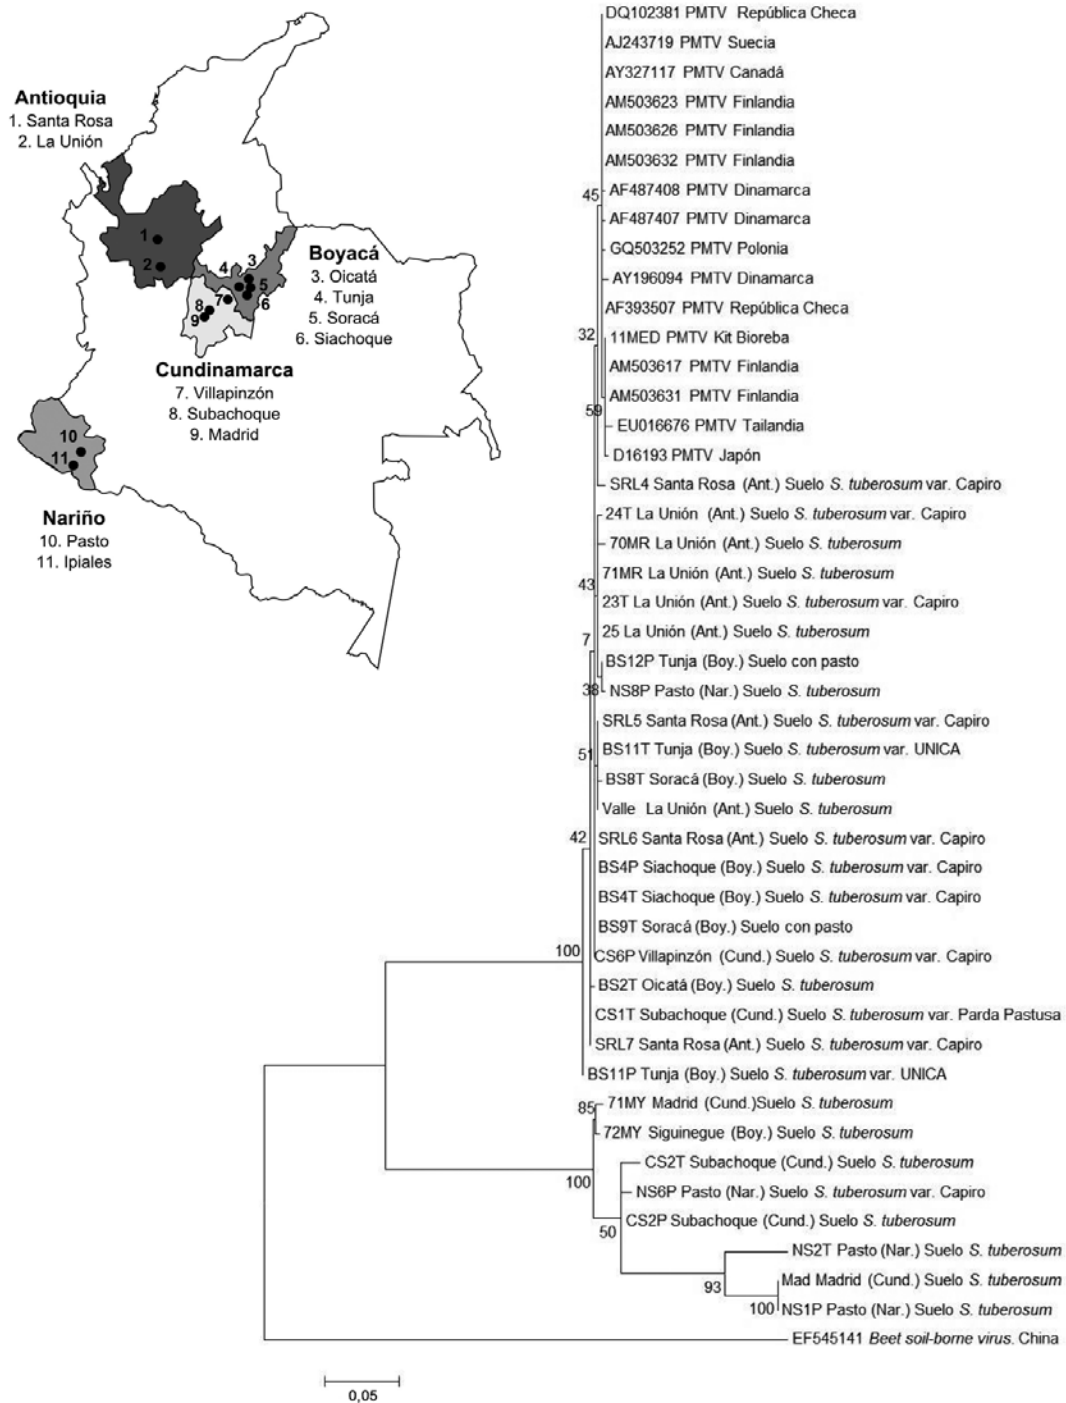 Antioquia
1. Santa Rosa
2. La Unión
1
2
Boyacá
3. Oicatá
4. Tunja
5. Soracá
6. Siachoque
3
4
5
6
7
8
9
Cundinamarca
7. Villapinzón
8. Subachoque
9. Madrid
10
11
Nariño
10. Pasto
11. Ipiales
DQ102381 PMTV República Checa
AJ243719 PMTV Suecia
AY327117 PMTV Canadá
AM503623 PMTV Finlandia
AM503626 PMTV Finlandia
AM503632 PMTV Finlandia
45
AF487408 PMTV Dinamarca
AF487407 PMTV Dinamarca
GQ503252 PMTV Polonia
AY196094 PMTV Dinamarca
AF393507 PMTV República Checa
32
11MED PMTV Kit Bioreba
AM503617 PMTV Finlandia
AM503631 PMTV Finlandia
59
EU016676 PMTV Tailandia
D16193 PMTV Japón
SRL4 Santa Rosa (Ant.) Suelo S. tuberosum var. Capiro
24T La Unión (Ant.) Suelo S. tuberosum var. Capiro
70MR La Unión (Ant.) Suelo S. tuberosum
71MR La Unión (Ant.) Suelo S. tuberosum
43
23T La Unión (Ant.) Suelo S. tuberosum var. Capiro
25 La Unión (Ant.) Suelo S. tuberosum
7
BS12P Tunja (Boy.) Suelo con pasto
38
NS8P Pasto (Nar.) Suelo S. tuberosum
SRL5 Santa Rosa (Ant.) Suelo S. tuberosum var. Capiro
51
BS11T Tunja (Boy.) Suelo S. tuberosum var. UNICA
BS8T Soracá (Boy.) Suelo S. tuberosum
Valle La Unión (Ant.) Suelo S. tuberosum
42
SRL6 Santa Rosa (Ant.) Suelo S. tuberosum var. Capiro
BS4P Siachoque (Boy.) Suelo S. tuberosum var. Capiro
BS4T Siachoque (Boy.) Suelo S. tuberosum var. Capiro
BS9T Soracá (Boy.) Suelo con pasto
100
CS6P Villapinzón (Cund.) Suelo S. tuberosum var. Capiro
BS2T Oicatá (Boy.) Suelo S. tuberosum
CS1T Subachoque (Cund.) Suelo S. tuberosum var. Parda Pastusa
SRL7 Santa Rosa (Ant.) Suelo S. tuberosum var. Capiro
BS11P Tunja (Boy.) Suelo S. tuberosum var. UNICA
85
71MY Madrid (Cund.)Suelo S. tuberosum
72MY Siguinegue (Boy.) Suelo S. tuberosum
CS2T Subachoque (Cund.) Suelo S. tuberosum
100
NS6P Pasto (Nar.) Suelo S. tuberosum var. Capiro
CS2P Subachoque (Cund.) Suelo S. tuberosum
50
NS2T Pasto (Nar.) Suelo S. tuberosum
93
Mad Madrid (Cund.) Suelo S. tuberosum
100
NS1P Pasto (Nar.) Suelo S. tuberosum
EF545141 Beet soil-borne virus. China
0,05